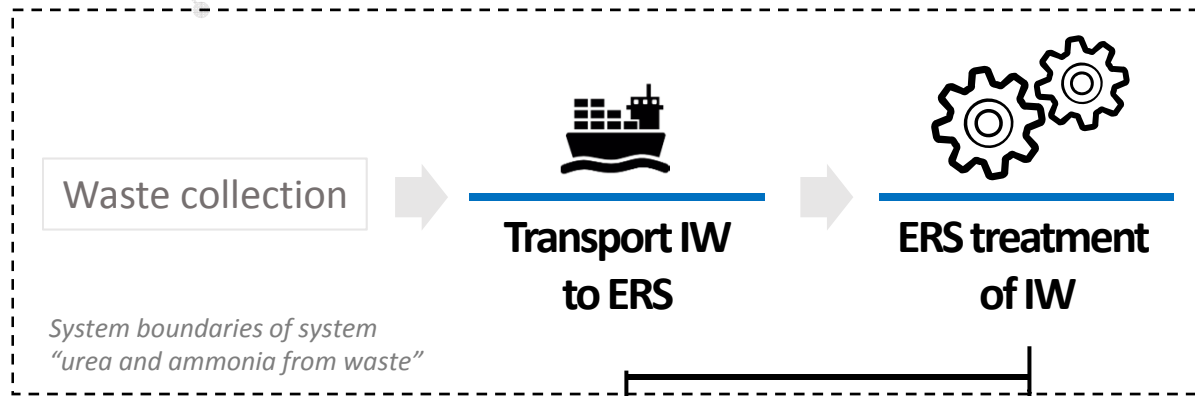 Waste collection
Transport IW
to ERS
ERS treatment
of IW
System boundaries of system
“urea and ammonia from waste”